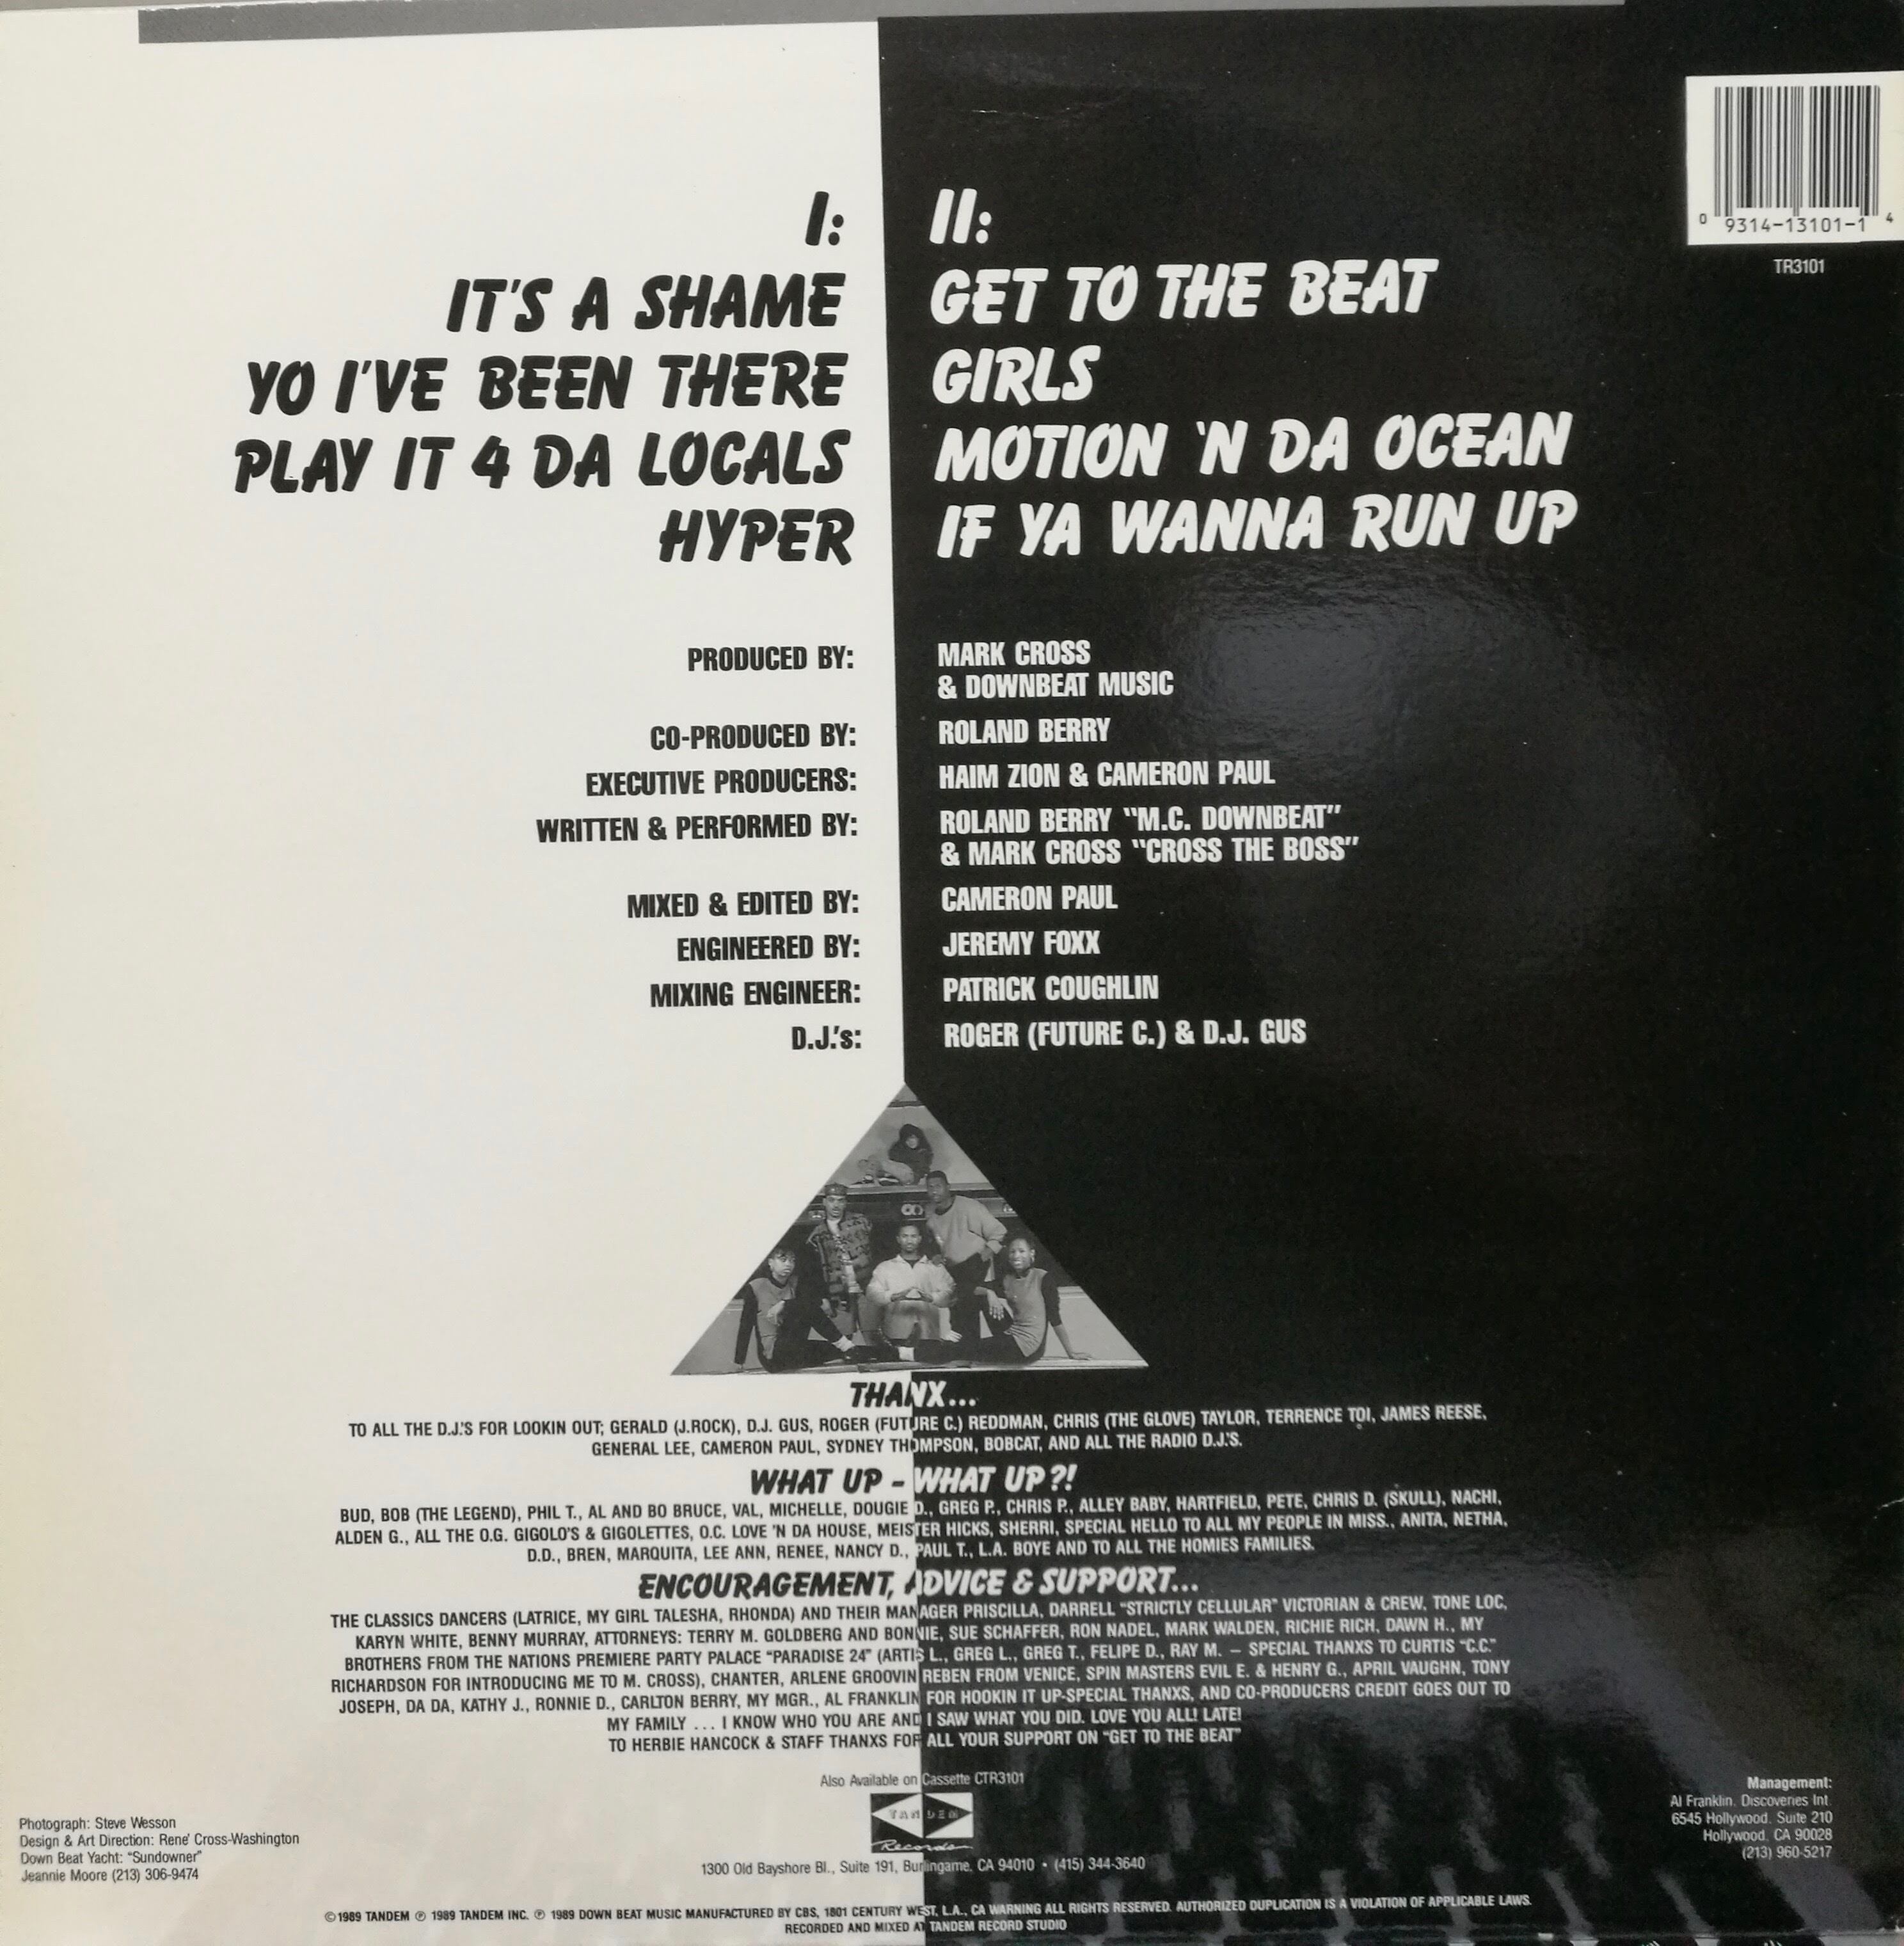 I:
IT'S A SHAME
YO I'VE BEEN THERE
PLAY IT 4 DA LOCALS
HYPER
II:
GET TO THE BEAT
GIRLS
MOTION 'N DA OCEAN
IF YA WANNA RUN UP
0 9314-13101-1 4
TR3101
PRODUCED BY: MARK CROSS
& DOWNBEAT MUSIC
CO-PRODUCED BY: ROLAND BERRY
EXECUTIVE PRODUCERS: HAIM ZION & CAMERON PAUL
WRITTEN & PERFORMED BY: ROLAND BERRY "M.C. DOWNBEAT"
& MARK CROSS "CROSS THE BOSS"
MIXED & EDITED BY: CAMERON PAUL
ENGINEERED BY: JEREMY FOXX
MIXING ENGINEER: PATRICK COUGHLIN
D.J.'s: ROGER (FUTURE C.) & D.J. GUS
THANX...
TO ALL THE D.J.'S FOR LOOKIN OUT; GERALD (J.ROCK), D.J. GUS, ROGER (FUTURE C.) REDDMAN, CHRIS (THE GLOVE) TAYLOR, TERRENCE TOI, JAMES REESE,
GENERAL LEE, CAMERON PAUL, SYDNEY THOMPSON, BOBCAT, AND ALL THE RADIO D.J.'S.
WHAT UP - WHAT UP?!
BUD, BOB (THE LEGEND), PHIL T., AL AND BO BRUCE, VAL, MICHELLE, DOUGIE D., GREG P., CHRIS P., ALLEY BABY, HARTFIELD, PETE, CHRIS D. (SKULL), NACHI,
ALDEN G., ALL THE O.G. GIGOLO'S & GIGOLETTES, O.C. LOVE 'N DA HOUSE, MEISTER HICKS, SHERRI, SPECIAL HELLO TO ALL MY PEOPLE IN MISS., ANITA, NETHA,
D.D., BREN, MARQUITA, LEE ANN, RENEE, NANCY D., PAUL T., L.A. BOYE AND TO ALL THE HOMIES FAMILIES.
ENCOURAGEMENT, ADVICE & SUPPORT...
THE CLASSICS DANCERS (LATRICE, MY GIRL TALESHA, RHONDA) AND THEIR MANAGER PRISCILLA, DARRELL "STRICTLY CELLULAR" VICTORIAN & CREW, TONE LOC,
KARYN WHITE, BENNY MURRAY, ATTORNEYS: TERRY M. GOLDBERG AND BONNIE, SUE SCHAFFER, RON NADEL, MARK WALDEN, RICHIE RICH, DAWN H., MY
BROTHERS FROM THE NATIONS PREMIERE PARTY PALACE "PARADISE 24" (ARTIS L., GREG L., GREG T., FELIPE D., RAY M. – SPECIAL THANXS TO CURTIS "C.C."
RICHARDSON FOR INTRODUCING ME TO M. CROSS), CHANTER, ARLENE GROOVIN REBEN FROM VENICE, SPIN MASTERS EVIL E. & HENRY G., APRIL VAUGHN, TONY
JOSEPH, DA DA, KATHY J., RONNIE D., CARLTON BERRY, MY MGR., AL FRANKLIN FOR HOOKIN IT UP-SPECIAL THANXS, AND CO-PRODUCERS CREDIT GOES OUT TO
MY FAMILY ... I KNOW WHO YOU ARE AND I SAW WHAT YOU DID. LOVE YOU ALL! LATE!
TO HERBIE HANCOCK & STAFF THANXS FOR ALL YOUR SUPPORT ON "GET TO THE BEAT"
Also Available on Cassette CTR3101
TANDEM
Records
1300 Old Bayshore Bl., Suite 191, Burlingame, CA 94010 • (415) 344-3640
Photograph: Steve Wesson
Design & Art Direction: Rene' Cross-Washington
Down Beat Yacht: "Sundowner"
Jeannie Moore (213) 306-9474
Management:
Al Franklin, Discoveries Int.
6545 Hollywood, Suite 210
Hollywood, CA 90028
(213) 960-5217
©1989 TANDEM ℗ 1989 TANDEM INC. ℗ 1989 DOWN BEAT MUSIC MANUFACTURED BY CBS, 1801 CENTURY WEST, L.A., CA WARNING ALL RIGHTS RESERVED. AUTHORIZED DUPLICATION IS A VIOLATION OF APPLICABLE LAWS.
RECORDED AND MIXED AT TANDEM RECORD STUDIO